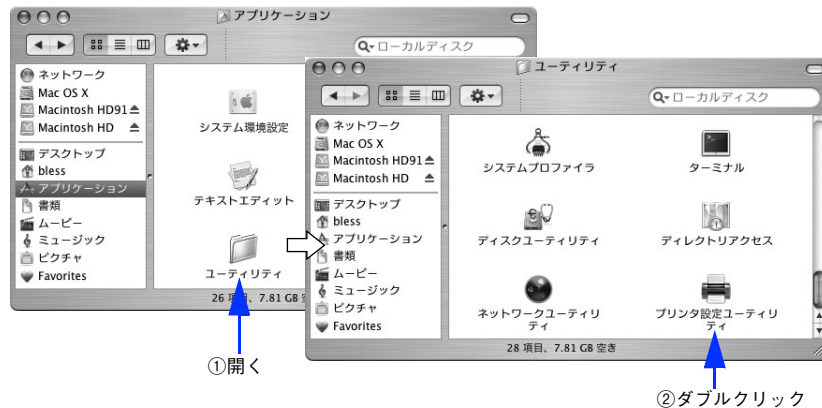 アプリケーション
ローカルディスク
ネットワーク
Mac OS X
Macintosh HD91
Macintosh HD
デスクトップ
bless
アプリケーション
書類
ムービー
ミュージック
ピクチャ
Favorites
システム環境設定
テキストエディット
ユーティリティ
26 項目、7.81 GB
①開く
ユーティリティ
ローカルディスク
ネットワーク
Mac OS X
Macintosh HD91
Macintosh HD
デスクトップ
bless
アプリケーション
書類
ムービー
ミュージック
ピクチャ
Favorites
システムプロファイラ
ターミナル
ディスクユーティリティ
ディレクトリアクセス
ネットワークユーティリ
ティ
プリンタ設定ユーティリ
ティ
28 項目、7.81 GB 空き
②ダブルクリック